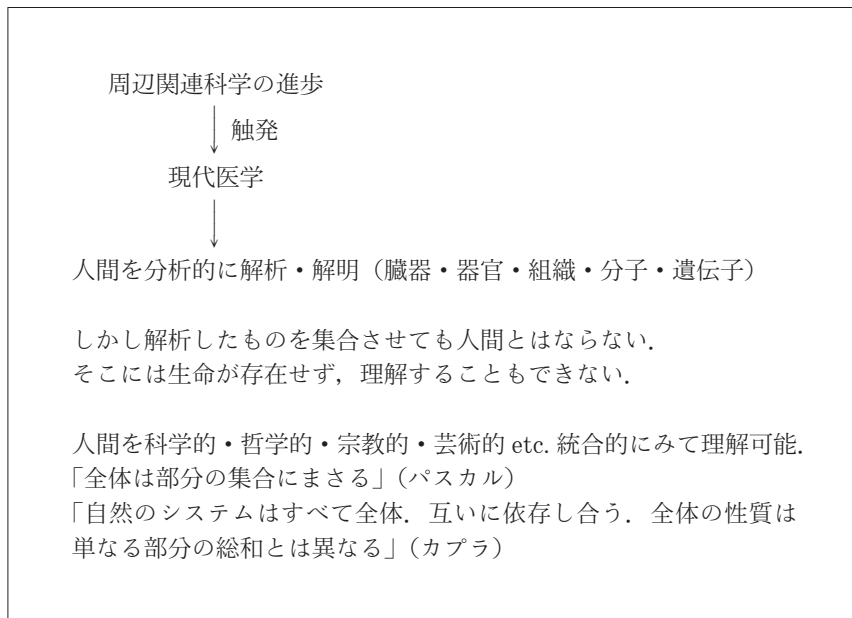 周辺関連科学の進歩
触発
現代医学
人間を分析的に解析・解明（臓器・器官・組織・分子・遺伝子）
しかし解析したものを集合させても人間とはならない．
そこには生命が存在せず，理解することもできない．
人間を科学的・哲学的・宗教的・芸術的 etc. 統合的にみて理解可能．
「全体は部分の集合にまさる」（パスカル）
「自然のシステムはすべて全体．互いに依存し合う．全体の性質は
単なる部分の総和とは異なる」（カプラ）